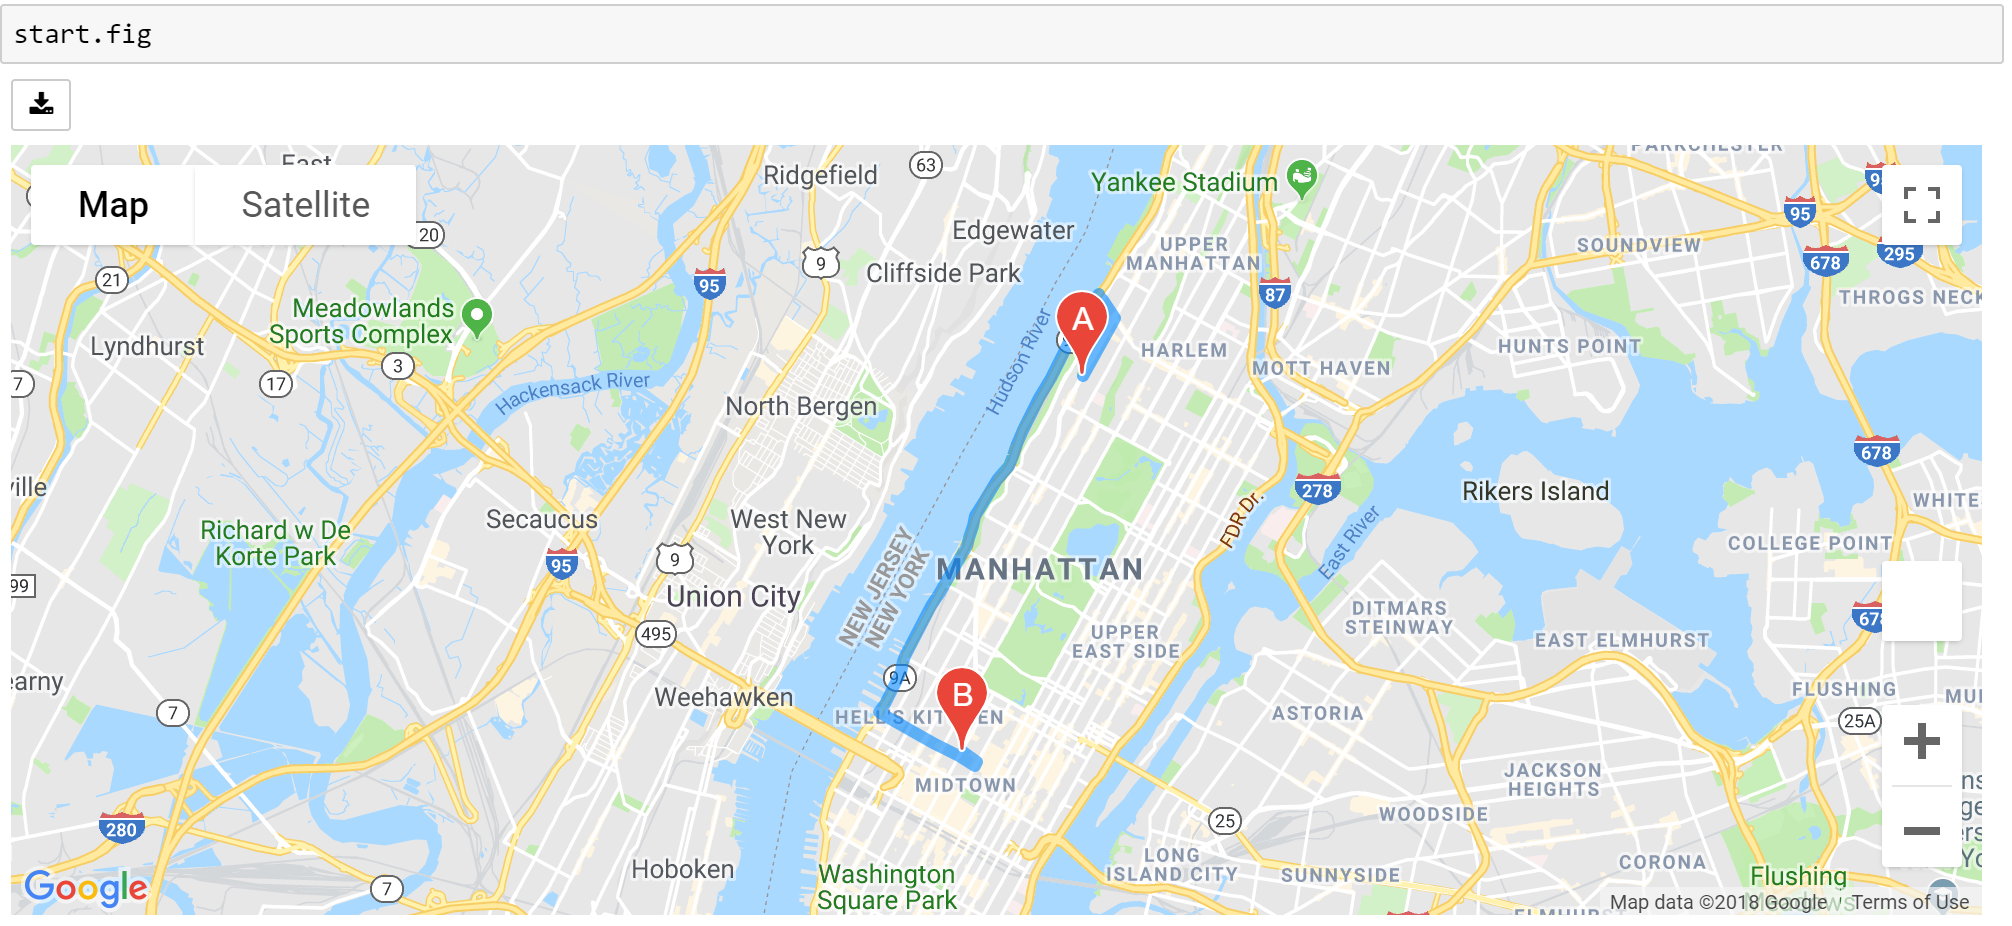 start.fig
East
Map
Satellite
Ridgefield
63
Yankee Stadium
PARKCHESTER
95
20
Edgewater
UPPER
MANHATTAN
SOUNDVIEW
678
295
21
9
Cliffside Park
95
87
THROGS NECK
Meadowlands
Sports Complex
Lyndhurst
3
Hudson River
A
HARLEM
HUNTS POINT
7
17
Hackensack River
MOTT HAVEN
North Bergen
678
ville
Secaucus
West New
York
278
FDR Dr.
Rikers Island
WHITE
Richard w De
Korte Park
95
9
NEW JERSEY
NEW YORK
MANHATTAN
East River
COLLEGE POINT
99
Union City
495
DITMARS
STEINWAY
678
UPPER
EAST SIDE
EAST ELMHURST
earny
Weehawken
9A
B
FLUSHING
MU
7
HELL'S KITCHEN
ASTORIA
25A
MIDTOWN
JACKSON
HEIGHTS
280
25
WOODSIDE
Hoboken
LONG
ISLAND CITY
CORONA
Google
7
Washington
Square Park
SUNNYSIDE
Flushing
ELMHURST
Map data ©2018 Google
Terms of Use